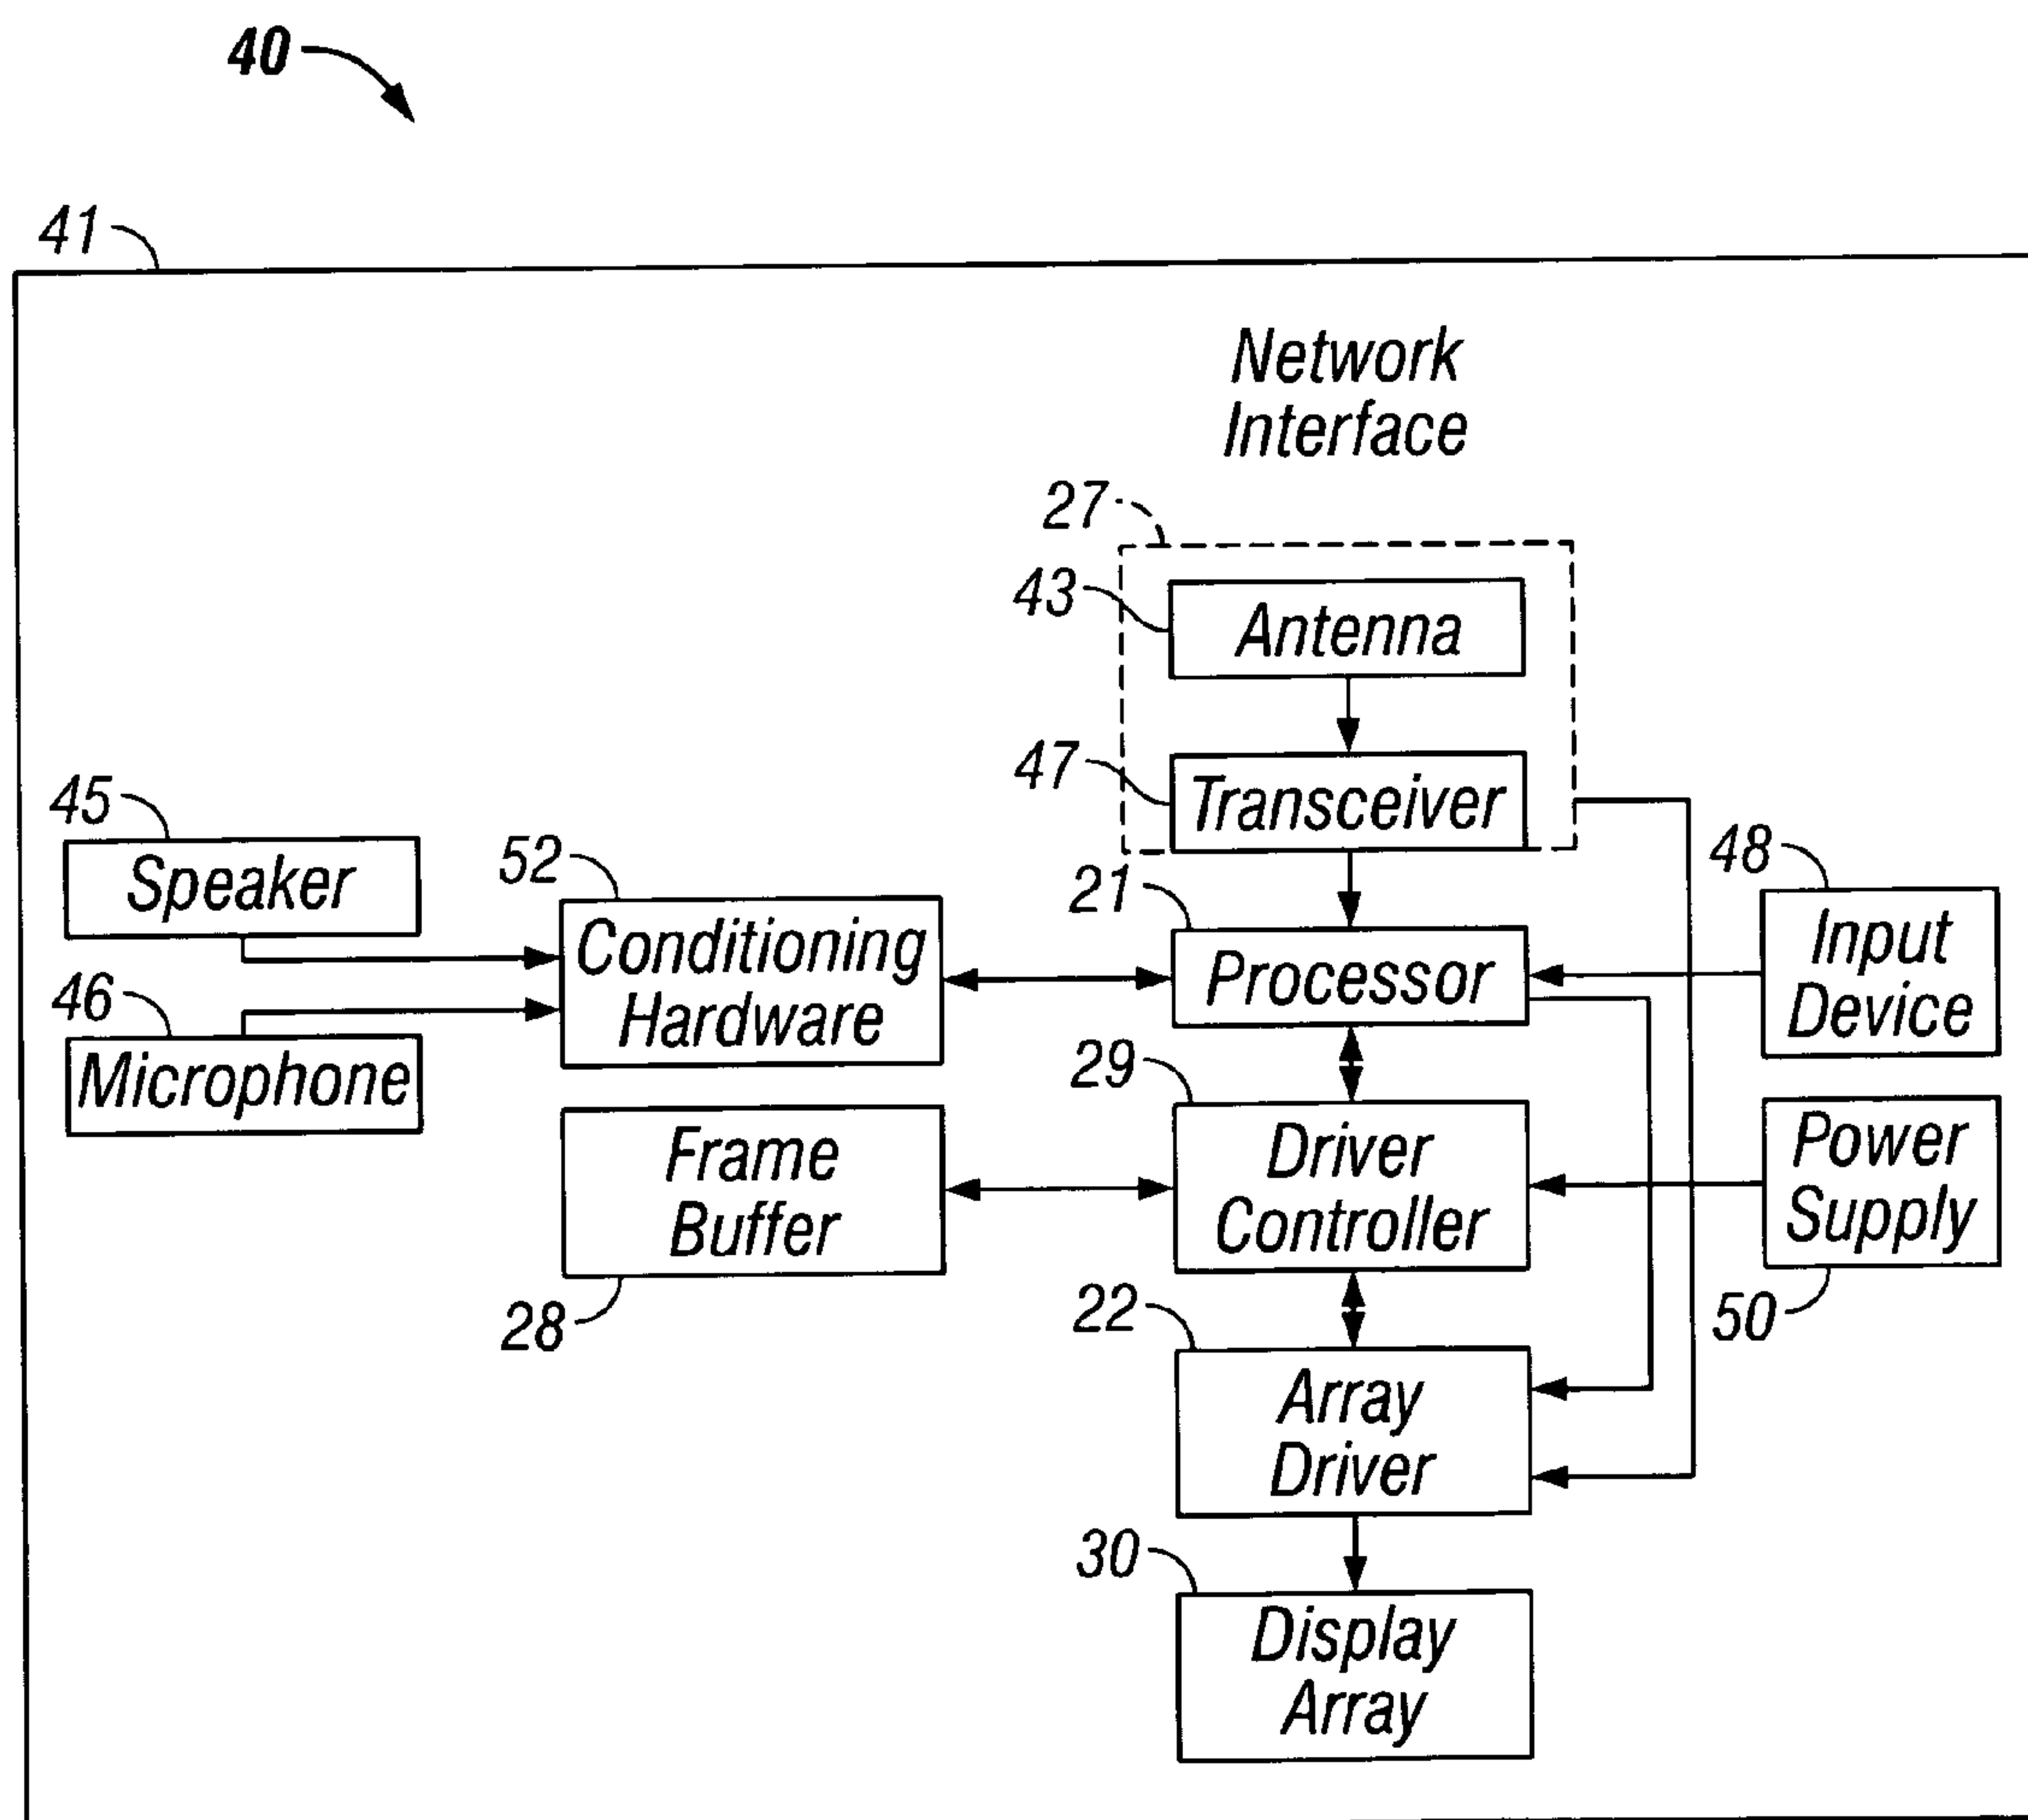 40
41
Network
Interface
27
43
Antenna
47
Transceiver
45
Speaker
52
Conditioning
Hardware
21
Processor
48
Input
Device
46
Microphone
29
Driver
Controller
Frame
Buffer
28
Power
Supply
50
22
Array
Driver
30
Display
Array